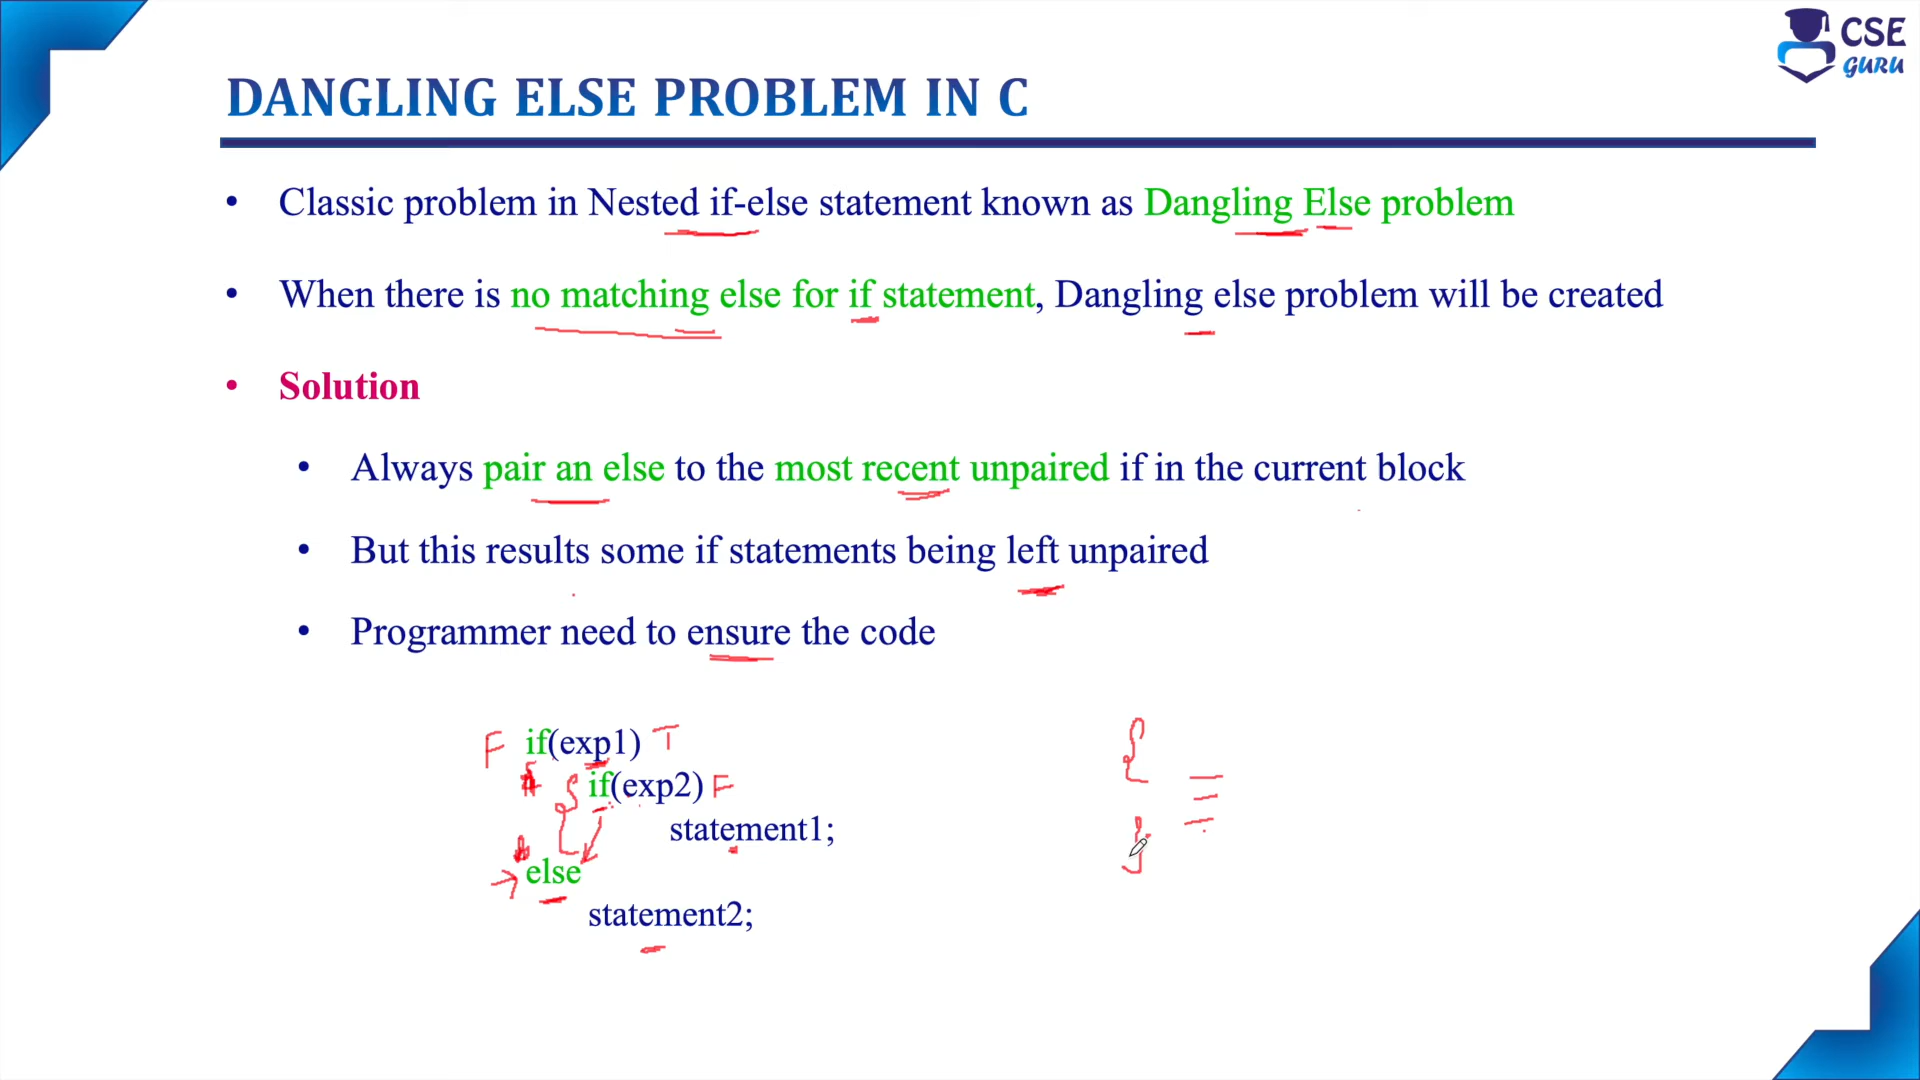 CSE
GURU
DANGLING ELSE PROBLEM IN C
• Classic problem in Nested if-else statement known as Dangling Else problem
• When there is no matching else for if statement, Dangling else problem will be created
• Solution
• Always pair an else to the most recent unpaired if in the current block
• But this results some if statements being left unpaired
• Programmer need to ensure the code
F if(exp1) T
{ if(exp2) F
statement1;
else
statement2;
{
}